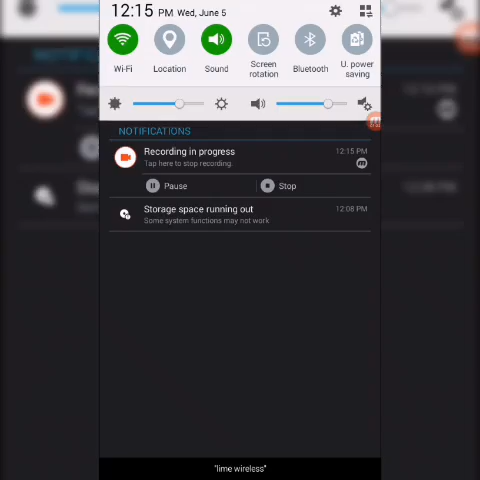 12:15 PM Wed, June 5
Wi-Fi Location Sound Screen rotation Bluetooth U. power saving
NOTIFICATIONS
Recording in progress 12:15 PM
Tap here to stop recording.
Pause Stop
Storage space running out 12:08 PM
Some system functions may not work
"lime wireless"